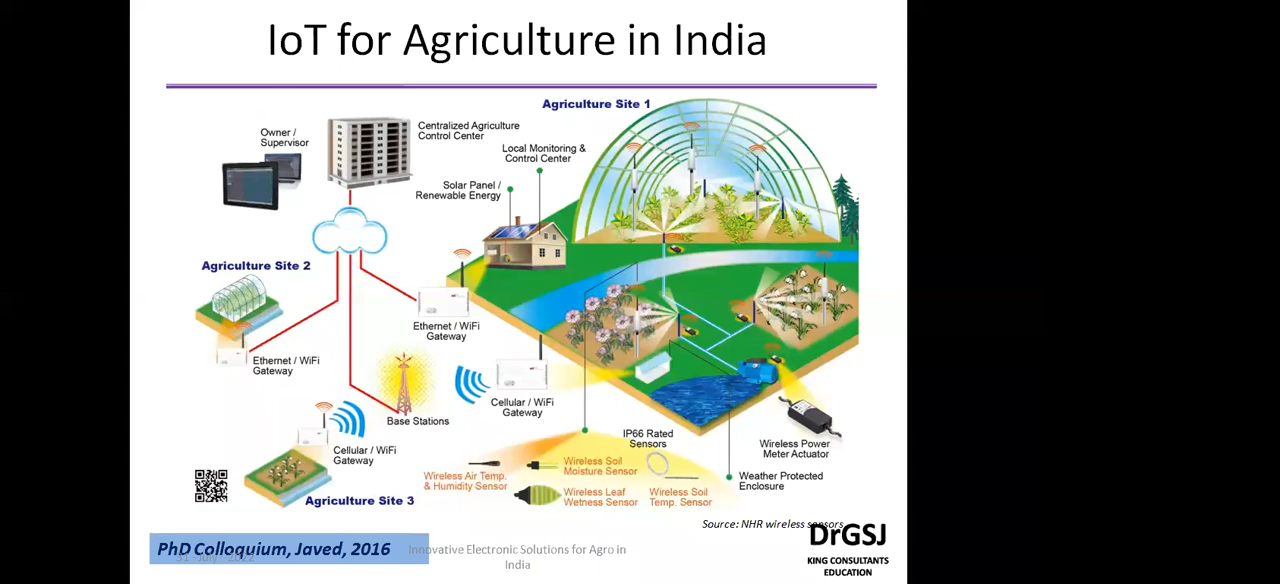 IoT for Agriculture in India
Agriculture Site 1
Owner /
Supervisor
Centralized Agriculture
Control Center
Local Monitoring &
Control Center
Solar Panel /
Renewable Energy
Agriculture Site 2
Ethernet / WiFi
Gateway
Ethernet / WiFi
Gateway
Cellular / WiFi
Gateway
Base Stations
Cellular / WiFi
Gateway
Agriculture Site 3
IP66 Rated
Sensors
Wireless Air Temp.
& Humidity Sensor
Wireless Soil
Moisture Sensor
Wireless Leaf
Wetness Sensor
Wireless Soil
Temp. Sensor
Wireless Power
Meter Actuator
Weather Protected
Enclosure
Source: NHR wireless sensors
PhD Colloquium, Javed, 2016
31 - July - 2022
Innovative Electronic Solutions for Agro in
India
DrGSJ
KING CONSULTANTS
EDUCATION